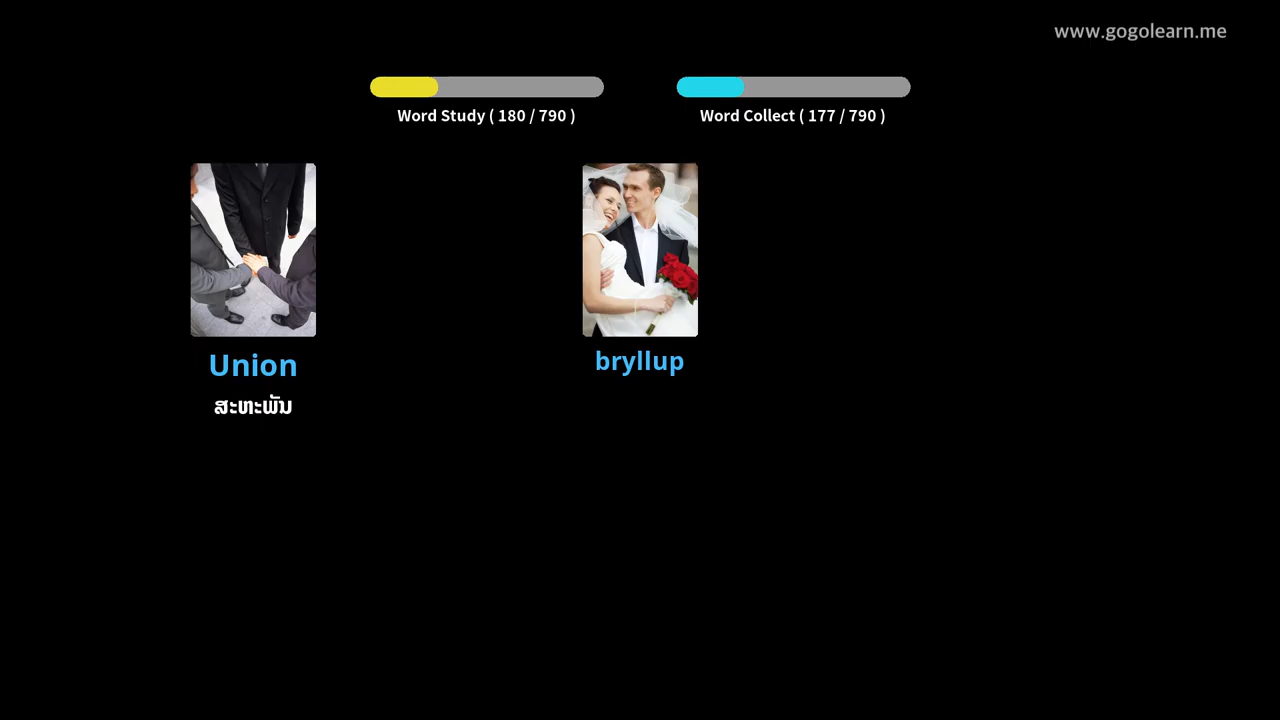 www.gogolearn.me
Word Study ( 180 / 790 )
Word Collect ( 177 / 790 )
Union
ສະຫະພັນ
bryllup